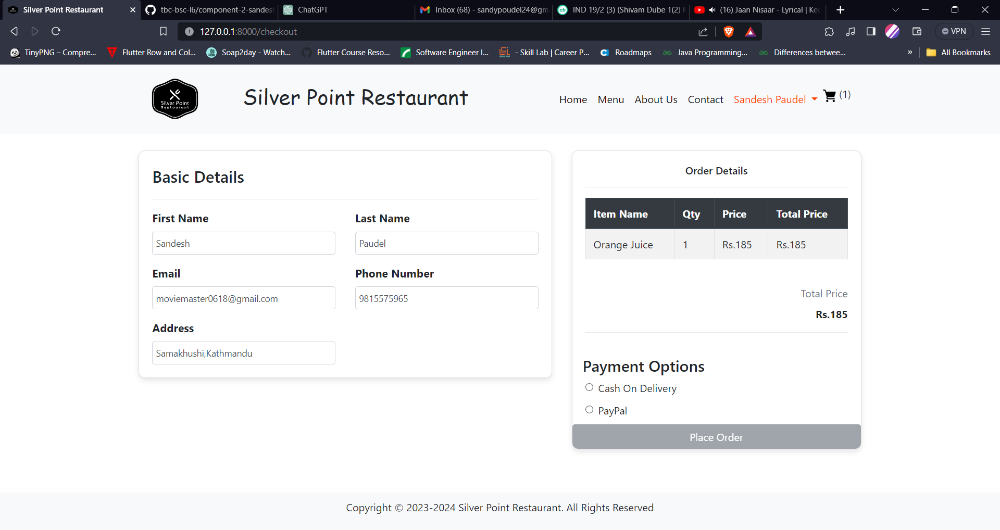 Silver Point Restaurant
tbc-bsc-l6/component-2-sandes
ChatGPT
Inbox (68) - sandypoudel24@gm
IND 19/2 (3) (Shivam Dube 1(2)
(16) Jaan Nisaar - Lyrical | Ked
127.0.0.1:8000/checkout
VPN
TinyPNG – Compre...
Flutter Row and Col...
Soap2day - Watch...
Flutter Course Reso...
Software Engineer I...
- Skill Lab | Career P...
Roadmaps
Java Programming,...
Differences betwee...
»
All Bookmarks
Silver Point
Restaurant
Silver Point Restaurant
Home
Menu
About Us
Contact
Sandesh Paudel
(1)
Basic Details
First Name
Last Name
Sandesh
Paudel
Email
Phone Number
moviemaster0618@gmail.com
9815575965
Address
Samakhushi,Kathmandu
Order Details
Item Name Qty Price Total Price
Orange Juice 1 Rs.185 Rs.185
Total Price
Rs.185
Payment Options
Cash On Delivery
PayPal
Place Order
Copyright © 2023-2024 Silver Point Restaurant. All Rights Reserved